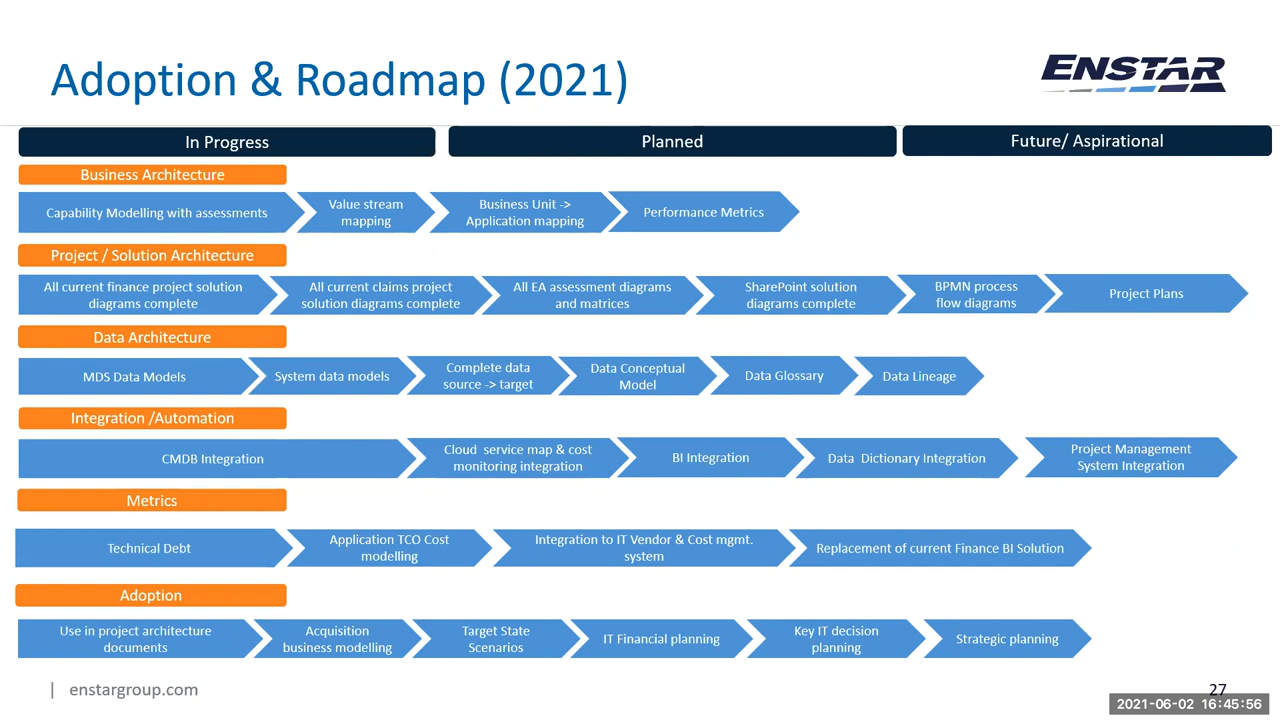 Adoption & Roadmap (2021)
ENSTAR
In Progress
Planned
Future/ Aspirational
Business Architecture
Capability Modelling with assessments
Value stream
mapping
Business Unit ->
Application mapping
Performance Metrics
Project / Solution Architecture
All current finance project solution
diagrams complete
All current claims project
solution diagrams complete
All EA assessment diagrams
and matrices
SharePoint solution
diagrams complete
BPMN process
flow diagrams
Project Plans
Data Architecture
MDS Data Models
System data models
Complete data
source -> target
Data Conceptual
Model
Data Glossary
Data Lineage
Integration /Automation
CMDB Integration
Cloud service map & cost
monitoring integration
BI Integration
Data Dictionary Integration
Project Management
System Integration
Metrics
Technical Debt
Application TCO Cost
modelling
Integration to IT Vendor & Cost mgmt.
system
Replacement of current Finance BI Solution
Adoption
Use in project architecture
documents
Acquisition
business modelling
Target State
Scenarios
IT Financial planning
Key IT decision
planning
Strategic planning
| enstargroup.com
27
2021-06-02 16:45:56